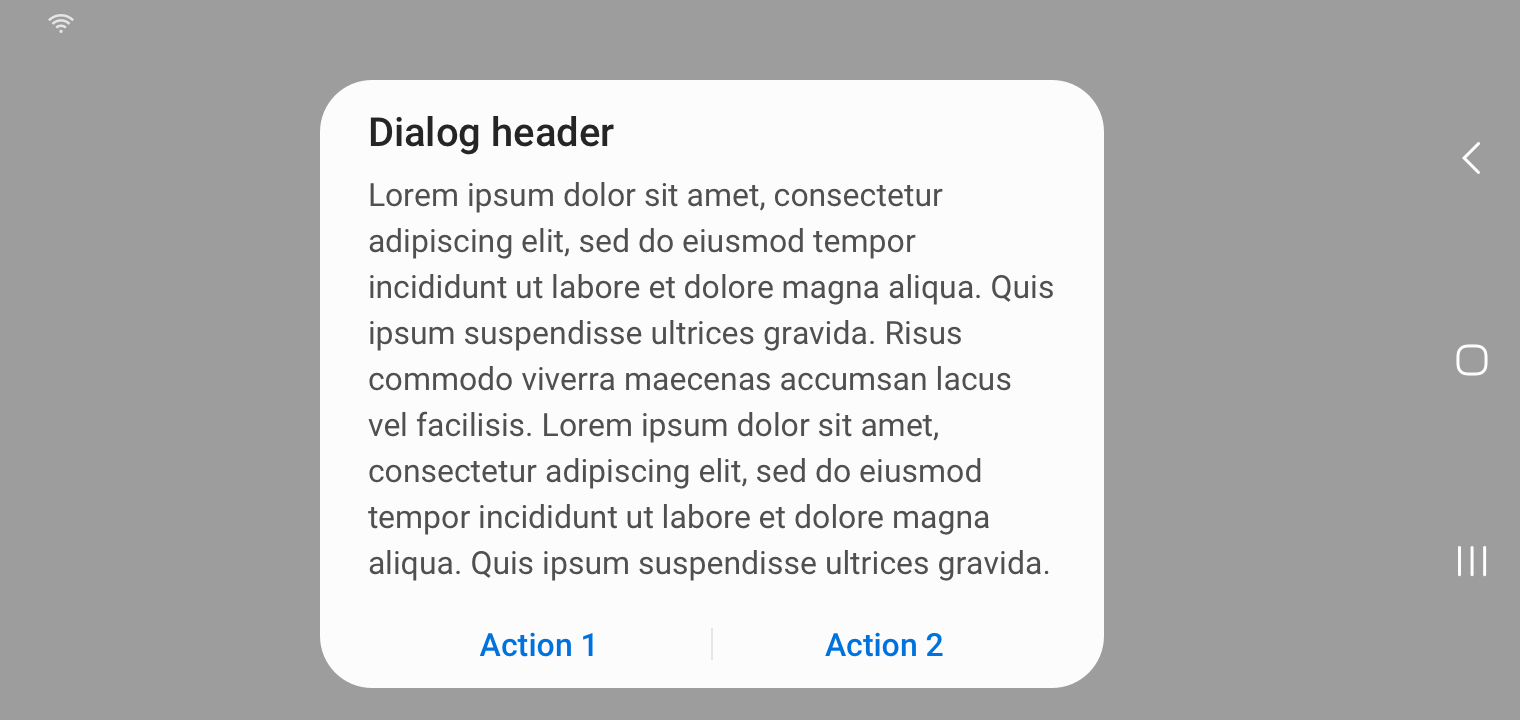 Dialog header
Lorem ipsum dolor sit amet, consectetur
adipiscing elit, sed do eiusmod tempor
incididunt ut labore et dolore magna aliqua. Quis
ipsum suspendisse ultrices gravida. Risus
commodo viverra maecenas accumsan lacus
vel facilisis. Lorem ipsum dolor sit amet,
consectetur adipiscing elit, sed do eiusmod
tempor incididunt ut labore et dolore magna
aliqua. Quis ipsum suspendisse ultrices gravida.
Action 1
Action 2